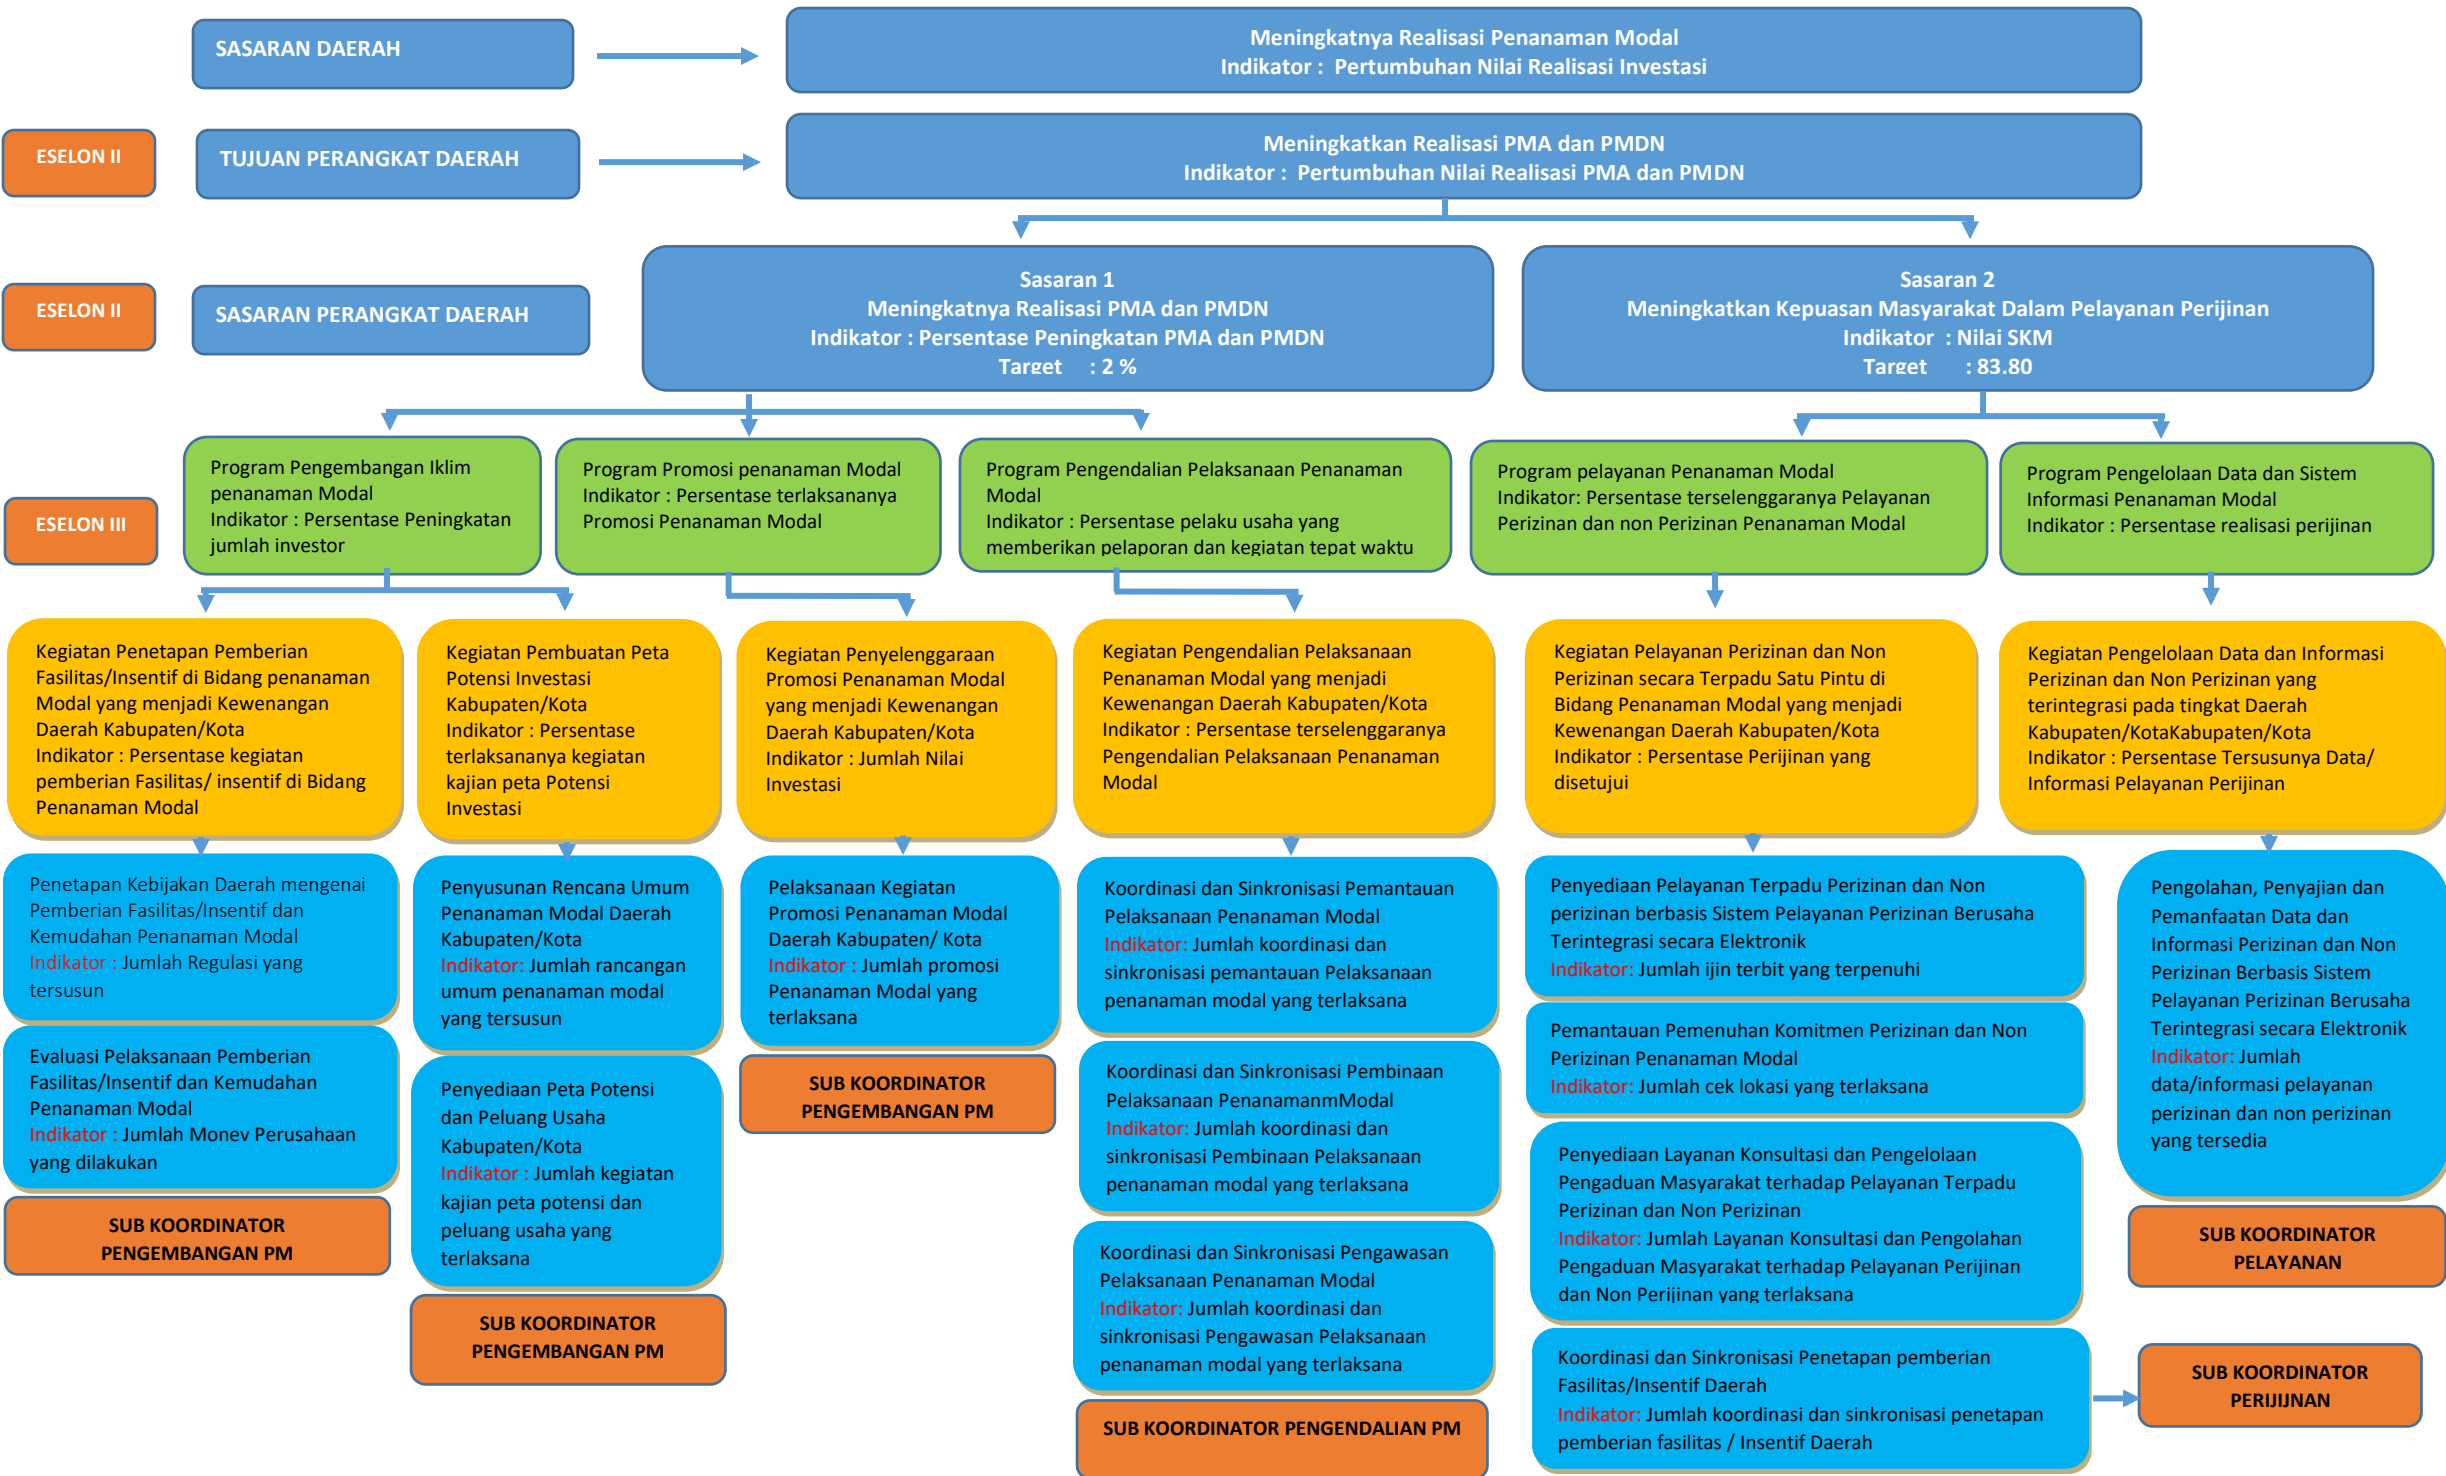 SASARAN DAERAH
Meningkatnya Realisasi Penanaman Modal
Indikator :  Pertumbuhan Nilai Realisasi Investasi
ESELON II
TUJUAN PERANGKAT DAERAH
Meningkatkan Realisasi PMA dan PMDN
Indikator :  Pertumbuhan Nilai Realisasi PMA dan PMDN
ESELON II
SASARAN PERANGKAT DAERAH
Sasaran 1
Meningkatnya Realisasi PMA dan PMDN
Indikator : Persentase Peningkatan PMA dan PMDN
Target    : 2 %
Sasaran 2
Meningkatkan Kepuasan Masyarakat Dalam Pelayanan Perijinan
Indikator  : Nilai SKM
Target      : 83.80
ESELON III
Program Pengembangan Iklim
penanaman Modal
Indikator : Persentase Peningkatan
jumlah investor
Program Promosi penanaman Modal
Indikator : Persentase terlaksananya
Promosi Penanaman Modal
Program Pengendalian Pelaksanaan Penanaman
Modal
Indikator : Persentase pelaku usaha yang
memberikan pelaporan dan kegiatan tepat waktu
Program pelayanan Penanaman Modal
Indikator: Persentase terselenggaranya Pelayanan
Perizinan dan non Perizinan Penanaman Modal
Program Pengelolaan Data dan Sistem
Informasi Penanaman Modal
Indikator : Persentase realisasi perijinan
Kegiatan Penetapan Pemberian
Fasilitas/Insentif di Bidang penanaman
Modal yang menjadi Kewenangan
Daerah Kabupaten/Kota
Indikator : Persentase kegiatan
pemberian Fasilitas/ insentif di Bidang
Penanaman Modal
Kegiatan Pembuatan Peta
Potensi Investasi
Kabupaten/Kota
Indikator : Persentase
terlaksananya kegiatan
kajian peta Potensi
Investasi
Kegiatan Penyelenggaraan
Promosi Penanaman Modal
yang menjadi Kewenangan
Daerah Kabupaten/Kota
Indikator : Jumlah Nilai
Investasi
Kegiatan Pengendalian Pelaksanaan
Penanaman Modal yang menjadi
Kewenangan Daerah Kabupaten/Kota
Indikator : Persentase terselenggaranya
Pengendalian Pelaksanaan Penanaman
Modal
Kegiatan Pelayanan Perizinan dan Non
Perizinan secara Terpadu Satu Pintu di
Bidang Penanaman Modal yang menjadi
Kewenangan Daerah Kabupaten/Kota
Indikator : Persentase Perijinan yang
disetujui
Kegiatan Pengelolaan Data dan Informasi
Perizinan dan Non Perizinan yang
terintegrasi pada tingkat Daerah
Kabupaten/KotaKabupaten/Kota
Indikator : Persentase Tersusunya Data/
Informasi Pelayanan Perijinan
Penetapan Kebijakan Daerah mengenai
Pemberian Fasilitas/Insentif dan
Kemudahan Penanaman Modal
Indikator : Jumlah Regulasi yang
tersusun
Evaluasi Pelaksanaan Pemberian
Fasilitas/Insentif dan Kemudahan
Penanaman Modal
Indikator : Jumlah Monev Perusahaan
yang dilakukan
SUB KOORDINATOR
PENGEMBANGAN PM
Penyusunan Rencana Umum
Penanaman Modal Daerah
Kabupaten/Kota
Indikator: Jumlah rancangan
umum penanaman modal
yang tersusun
Penyediaan Peta Potensi
dan Peluang Usaha
Kabupaten/Kota
Indikator : Jumlah kegiatan
kajian peta potensi dan
peluang usaha yang
terlaksana
SUB KOORDINATOR
PENGEMBANGAN PM
Pelaksanaan Kegiatan
Promosi Penanaman Modal
Daerah Kabupaten/ Kota
Indikator : Jumlah promosi
Penanaman Modal yang
terlaksana
SUB KOORDINATOR
PENGEMBANGAN PM
Koordinasi dan Sinkronisasi Pemantauan
Pelaksanaan Penanaman Modal
Indikator: Jumlah koordinasi dan
sinkronisasi pemantauan Pelaksanaan
penanaman modal yang terlaksana
Koordinasi dan Sinkronisasi Pembinaan
Pelaksanaan PenanamanmModal
Indikator: Jumlah koordinasi dan
sinkronisasi Pembinaan Pelaksanaan
penanaman modal yang terlaksana
Koordinasi dan Sinkronisasi Pengawasan
Pelaksanaan Penanaman Modal
Indikator: Jumlah koordinasi dan
sinkronisasi Pengawasan Pelaksanaan
penanaman modal yang terlaksana
SUB KOORDINATOR PENGENDALIAN PM
Penyediaan Pelayanan Terpadu Perizinan dan Non
perizinan berbasis Sistem Pelayanan Perizinan Berusaha
Terintegrasi secara Elektronik
Indikator: Jumlah ijin terbit yang terpenuhi
Pemantauan Pemenuhan Komitmen Perizinan dan Non
Perizinan Penanaman Modal
Indikator: Jumlah cek lokasi yang terlaksana
Penyediaan Layanan Konsultasi dan Pengelolaan
Pengaduan Masyarakat terhadap Pelayanan Terpadu
Perizinan dan Non Perizinan
Indikator: Jumlah Layanan Konsultasi dan Pengolahan
Pengaduan Masyarakat terhadap Pelayanan Perijinan
dan Non Perijinan yang terlaksana
Koordinasi dan Sinkronisasi Penetapan pemberian
Fasilitas/Insentif Daerah
Indikator: Jumlah koordinasi dan sinkronisasi penetapan
pemberian fasilitas / Insentif Daerah
Pengolahan, Penyajian dan
Pemanfaatan Data dan
Informasi Perizinan dan Non
Perizinan Berbasis Sistem
Pelayanan Perizinan Berusaha
Terintegrasi secara Elektronik
Indikator: Jumlah
data/informasi pelayanan
perizinan dan non perizinan
yang tersedia
SUB KOORDINATOR
PELAYANAN
SUB KOORDINATOR
PERIJIJNAN